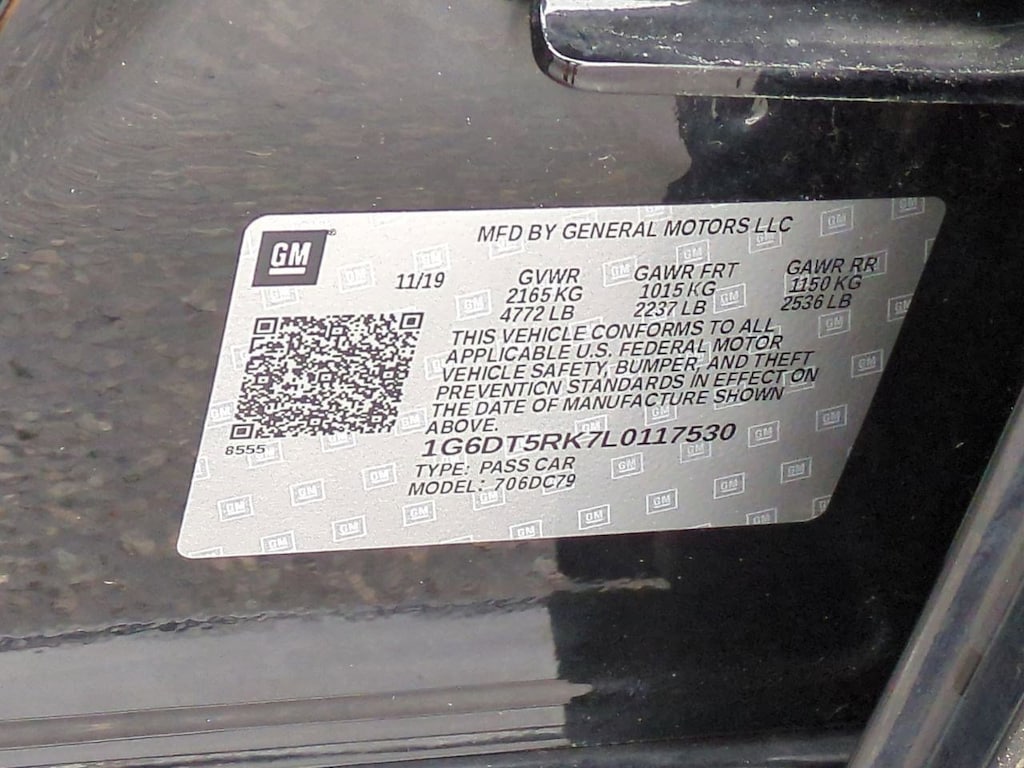 GM
MFD BY GENERAL MOTORS LLC
11/19
GVWR
2165KG
4772 LB
GAWR FRT
1015 KG
2237 LB
GAWR RR
1150 KG
2536 LB
THIS VEHICLE CONFORMS TO ALL
APPLICABLE U.S. FEDERAL MOTOR
VEHICLE SAFETY, BUMPER, AND THEFT
PREVENTION STANDARDS IN EFFECT ON
THE DATE OF MANUFACTURE SHOWN
ABOVE.
8555
1G6DT5RK7L0117530
TYPE: PASS CAR
MODEL: 706DC79